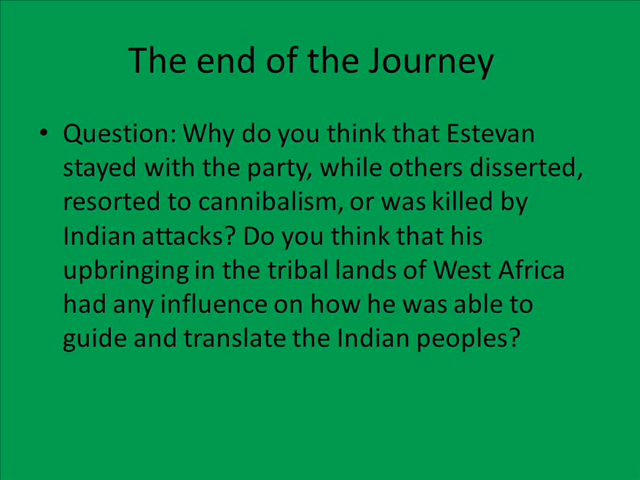 The end of the Journey
• Question: Why do you think that Estevan
stayed with the party, while others disserted,
resorted to cannibalism, or was killed by
Indian attacks? Do you think that his
upbringing in the tribal lands of West Africa
had any influence on how he was able to
guide and translate the Indian peoples?